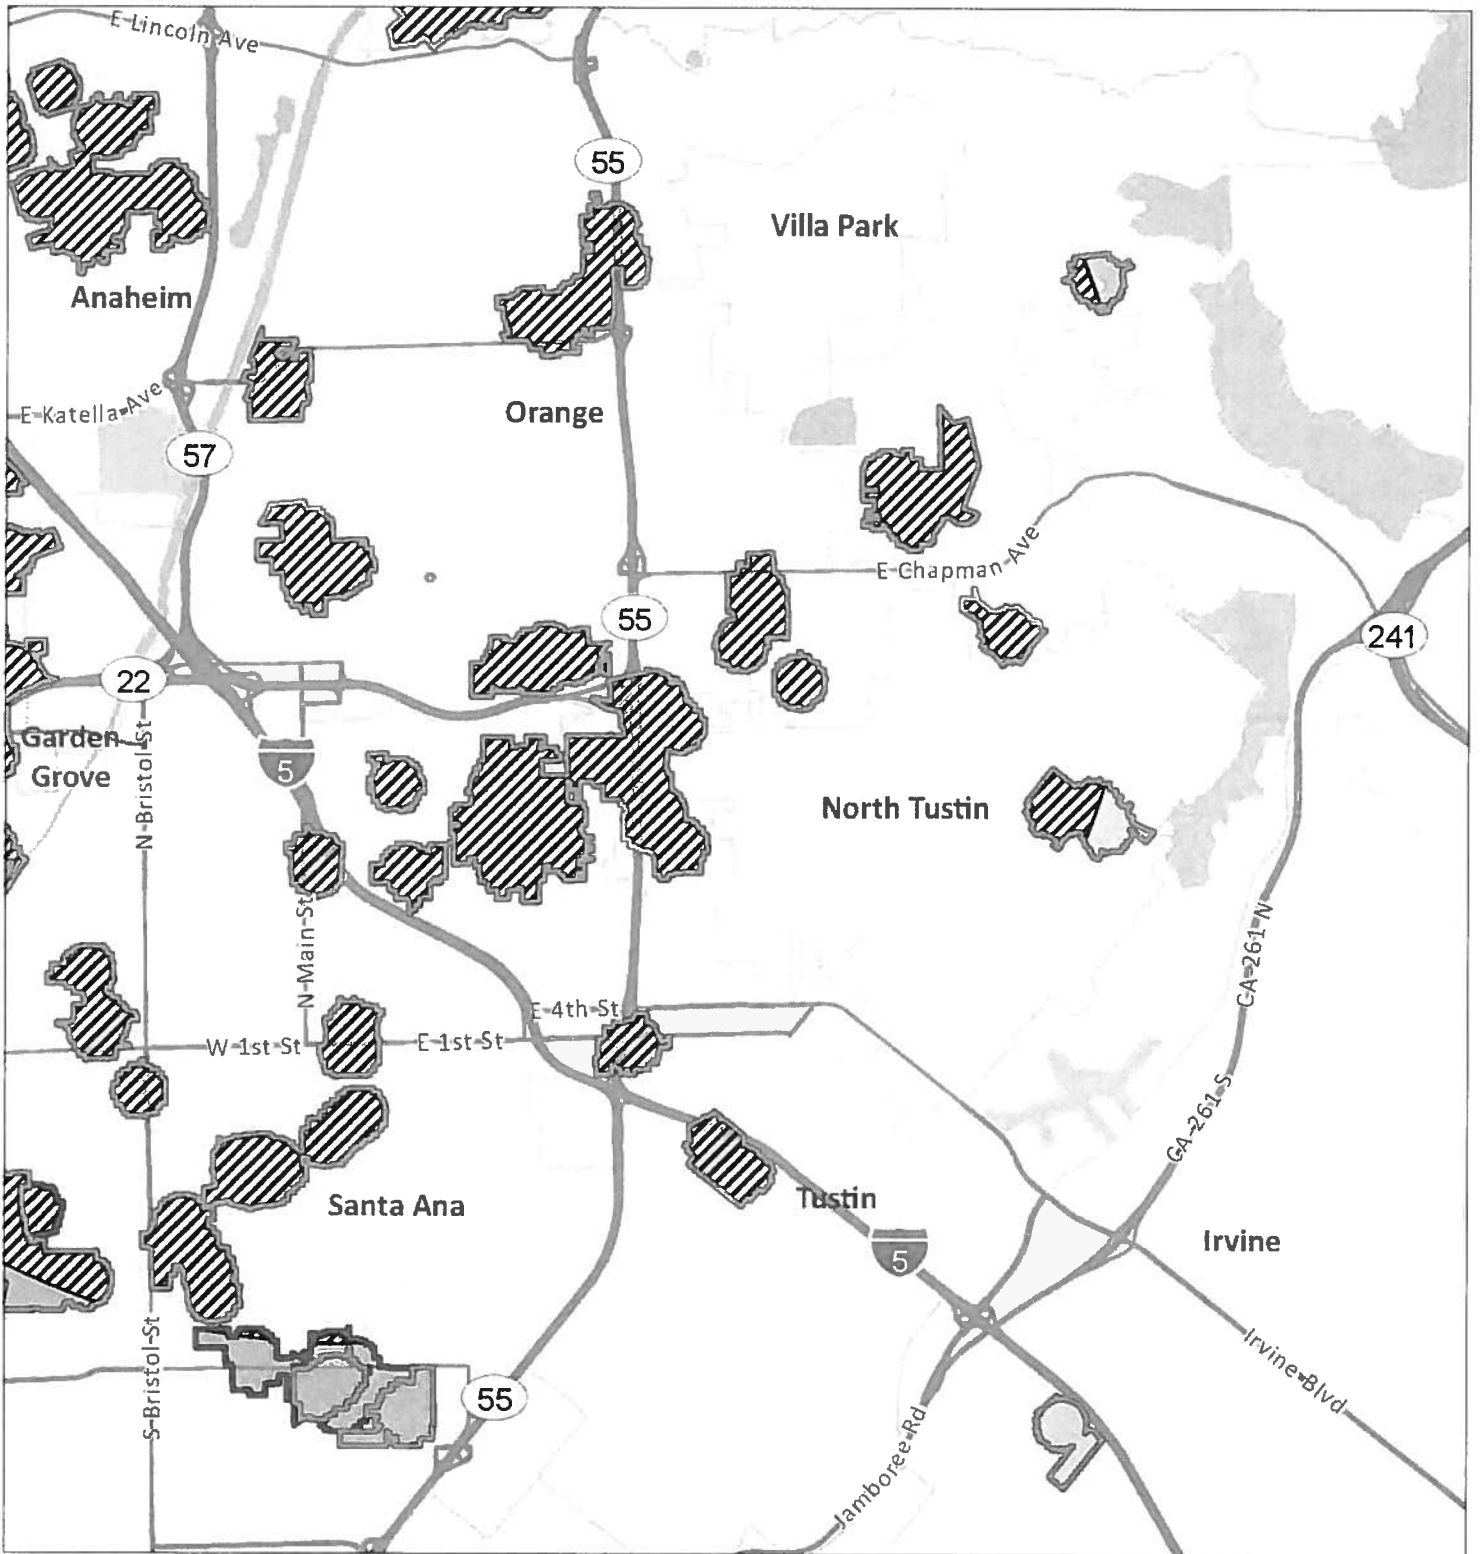 E Lincoln Ave
55
Villa Park
Anaheim
E Katella Ave
Orange
57
E Chapman Ave
55
241
22
Garden
Grove
N Bristol St
5
North Tustin
N Main St
CA-261 N
E 4th St
W 1st St
E 1st St
CA-261 S
Santa Ana
Tustin
Irvine
5
S Bristol St
55
Irvine Blvd
Jamboree Rd